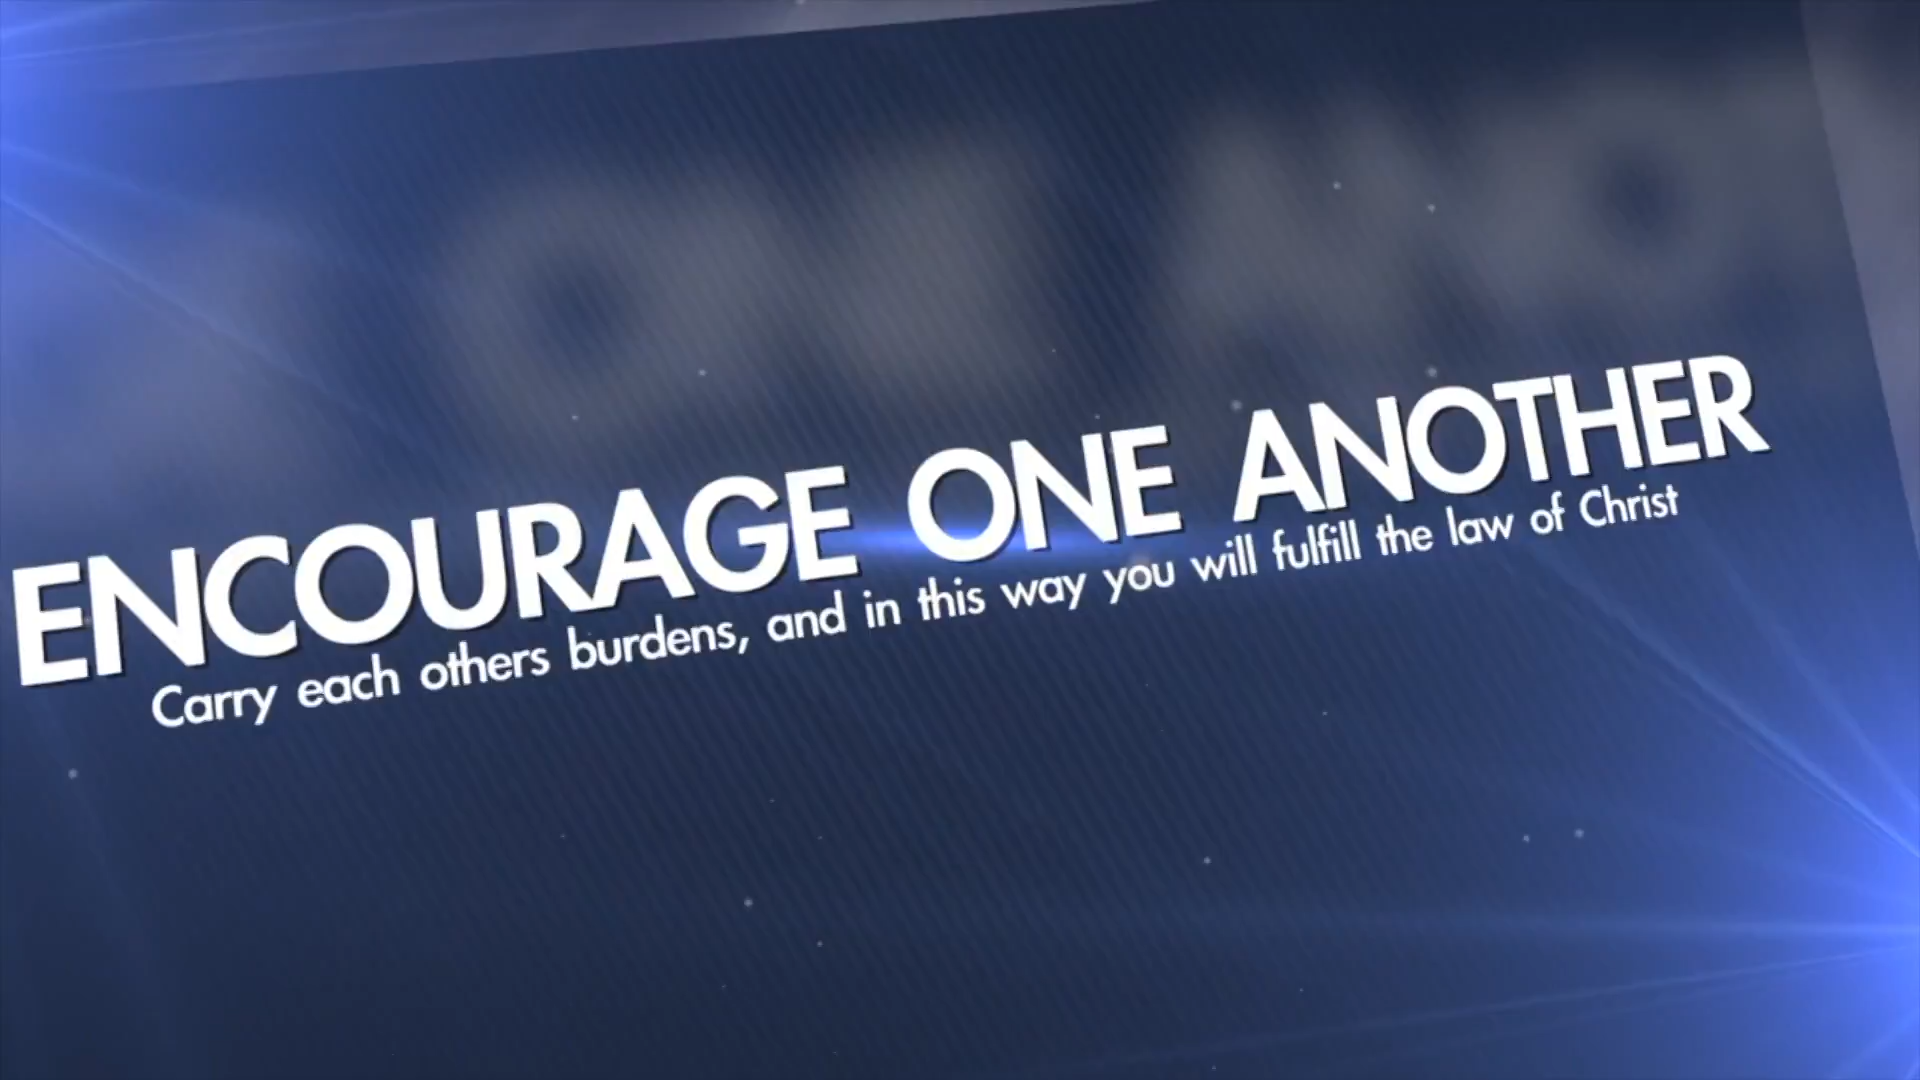 ENCOURAGE ONE ANOTHER
Carry each others burdens, and in this way you will fulfill the law of Christ